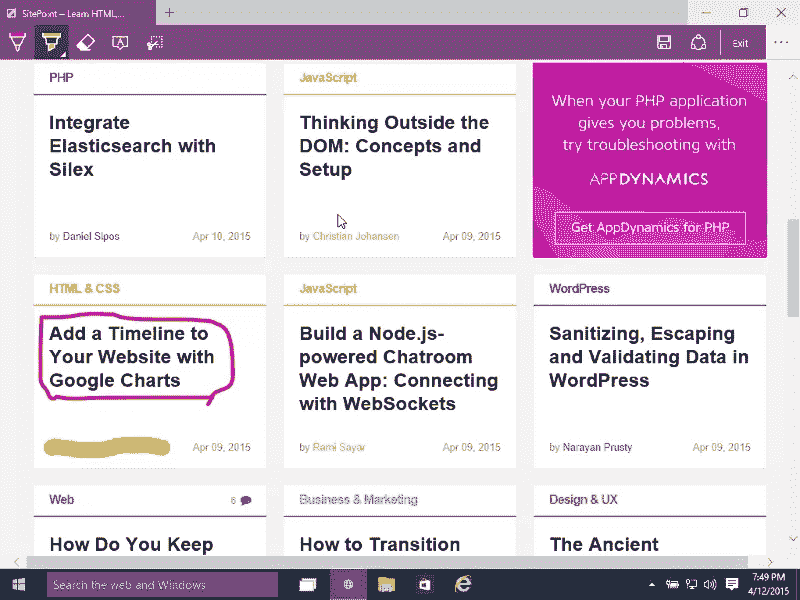 SitePoint – Learn HTML,...
Exit
PHP
Integrate
Elasticsearch with
Silex
by Daniel Sipos
Apr 10, 2015
JavaScript
Thinking Outside the
DOM: Concepts and
Setup
by Christian Johansen
Apr 09, 2015
When your PHP application
gives you problems,
try troubleshooting with
APPDYNAMICS
Get AppDynamics for PHP
HTML & CSS
Add a Timeline to
Your Website with
Google Charts
Apr 09, 2015
JavaScript
Build a Node.js-
powered Chatroom
Web App: Connecting
with WebSockets
by Rami Sayar
Apr 09, 2015
WordPress
Sanitizing, Escaping
and Validating Data in
WordPress
by Narayan Prusty
Apr 09, 2015
Web
6
How Do You Keep
Business & Marketing
How to Transition
Design & UX
The Ancient
Search the web and Windows
7:49 PM
4/12/2015